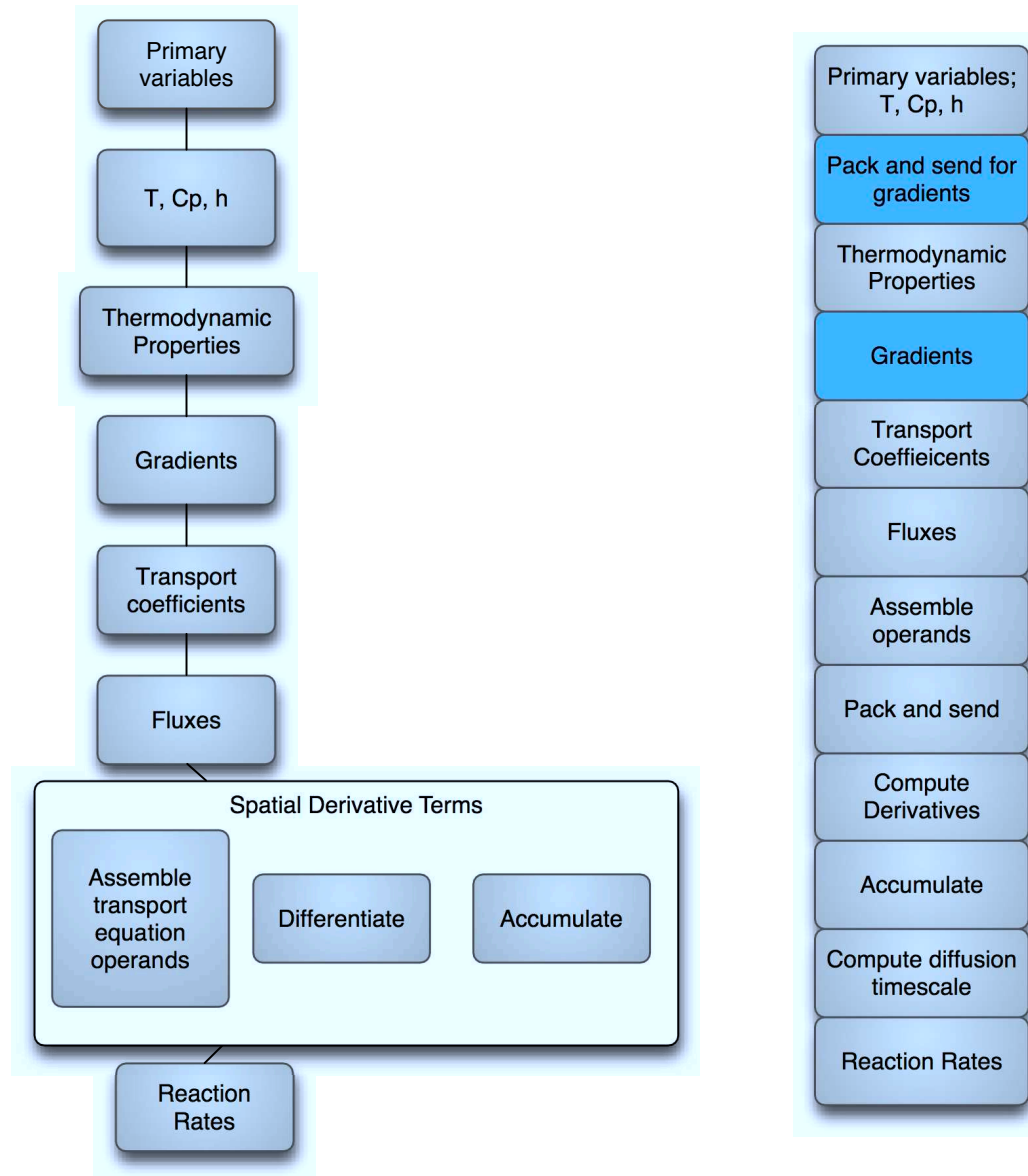 Primary
variables
T, Cp, h
Thermodynamic
Properties
Gradients
Transport
coefficients
Fluxes
Spatial Derivative Terms
Assemble
transport
equation
operands
Differentiate
Accumulate
Reaction
Rates
Primary variables;
T, Cp, h
Pack and send for
gradients
Thermodynamic
Properties
Gradients
Transport
Coeffieicents
Fluxes
Assemble
operands
Pack and send
Compute
Derivatives
Accumulate
Compute diffusion
timescale
Reaction Rates